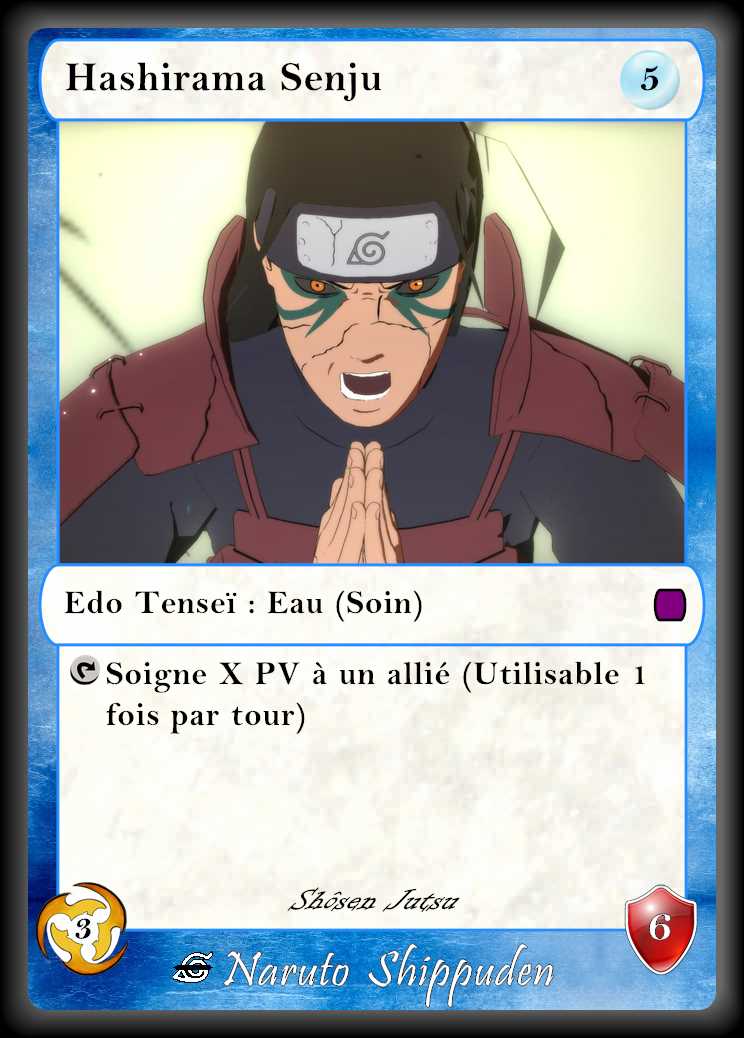 Hashirama Senju
5
Edo Tenseï : Eau (Soin)
Soigne X PV à un allié (Utilisable 1
fois par tour)
Shôsen Jutsu
3
6
Naruto Shippuden